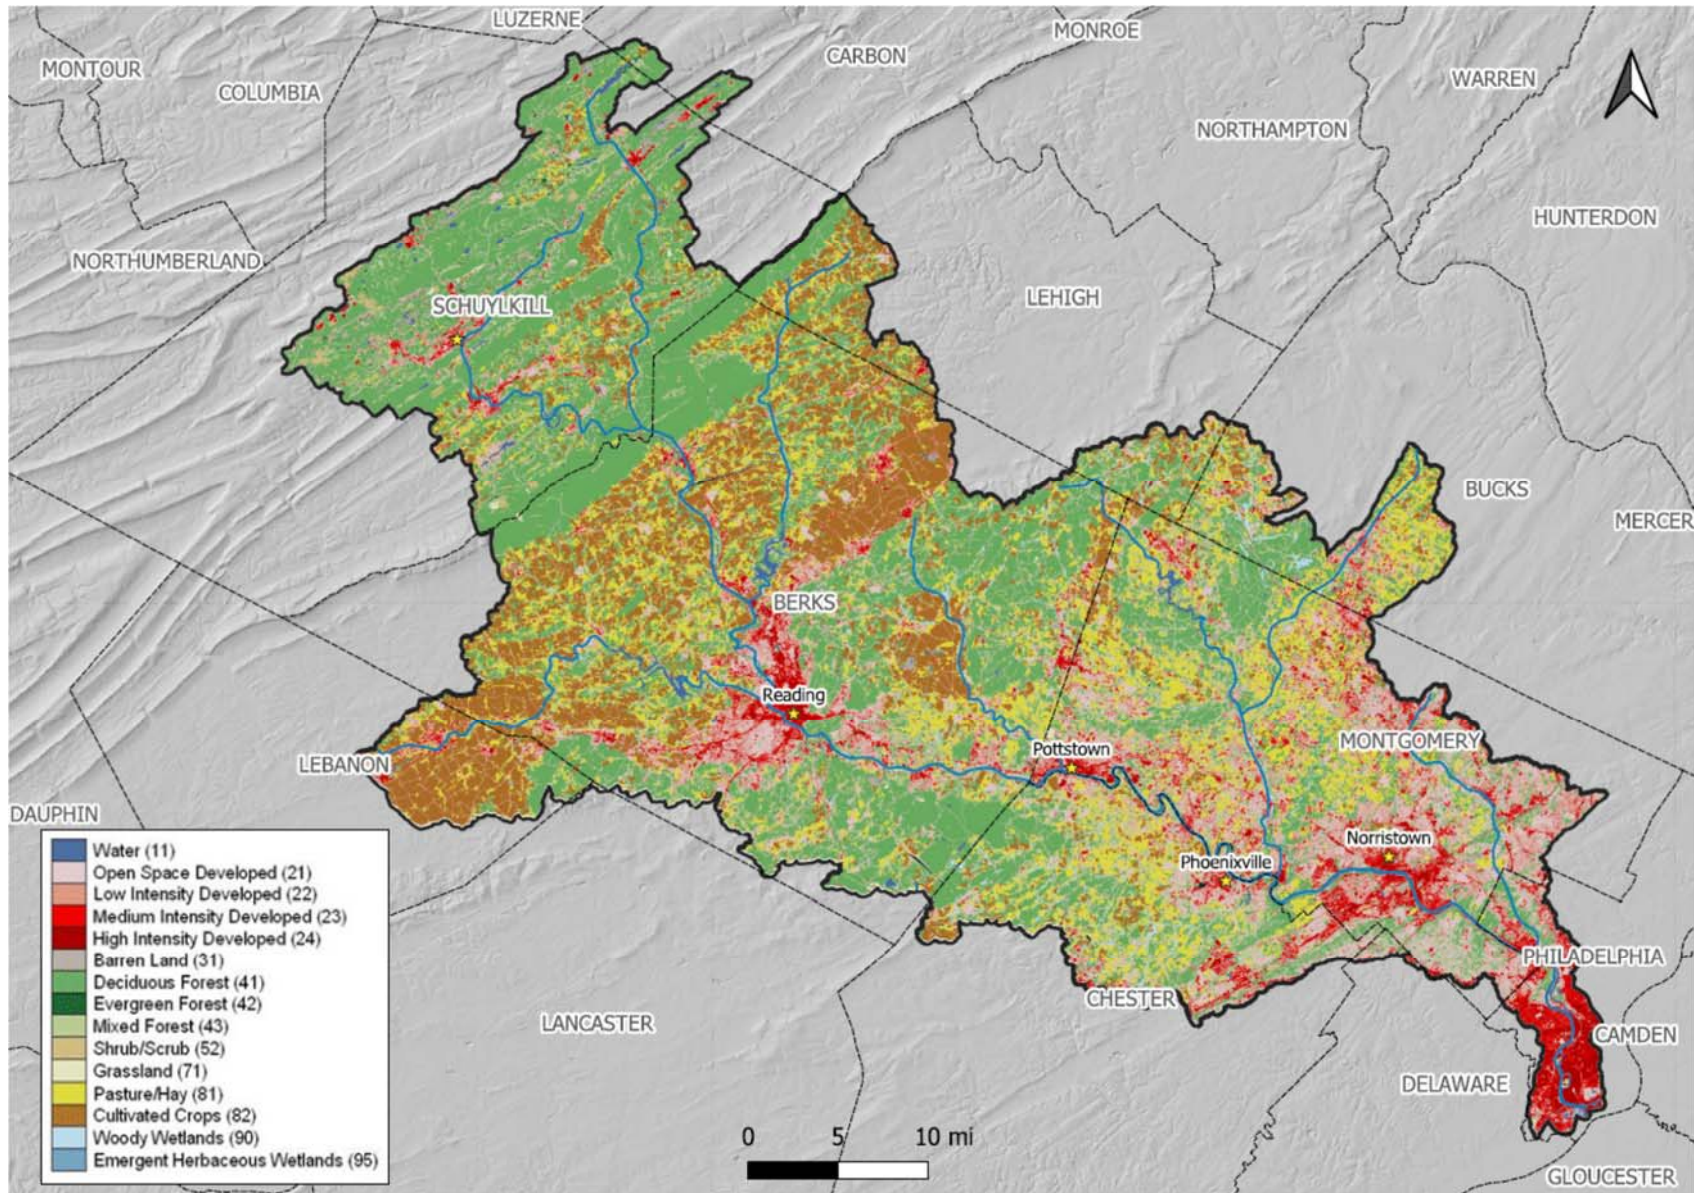 LUZERNE
MONROE
CARBON
MONTOUR
WARREN
COLUMBIA
NORTHAMPTON
HUNTERDON
NORTHUMBERLAND
LEHIGH
SCHUYLKILL
BUCKS
MERCER
BERKS
Reading
MONTGOMERY
Pottstown
LEBANON
DAUPHIN
Norristown
Phoenixville
PHILADELPHIA
CHESTER
LANCASTER
CAMDEN
DELAWARE
GLOUCESTER
Water (11)
Open Space Developed (21)
Low Intensity Developed (22)
Medium Intensity Developed (23)
High Intensity Developed (24)
Barren Land (31)
Deciduous Forest (41)
Evergreen Forest (42)
Mixed Forest (43)
Shrub/Scrub (52)
Grassland (71)
Pasture/Hay (81)
Cultivated Crops (82)
Woody Wetlands (90)
Emergent Herbaceous Wetlands (95)
0 5 10 mi